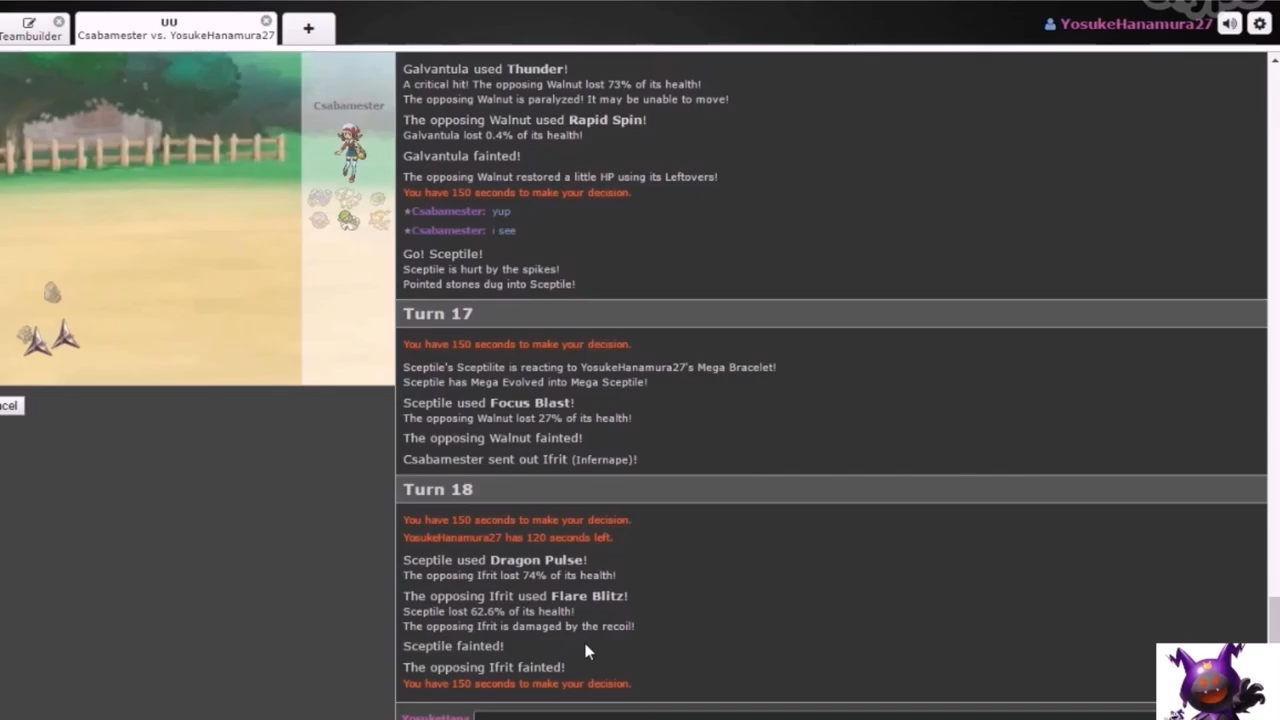 UU
Teambuilder
Csabamester vs. YosukeHanamura27
+
YosukeHanamura27
Csabamester
Galvantula used Thunder!
A critical hit! The opposing Walnut lost 73% of its health!
The opposing Walnut is paralyzed! It may be unable to move!
The opposing Walnut used Rapid Spin!
Galvantula lost 0.4% of its health!
Galvantula fainted!
The opposing Walnut restored a little HP using its Leftovers!
You have 150 seconds to make your decision.
★Csabamester: yup
★Csabamester: i see
Go! Sceptile!
Sceptile is hurt by the spikes!
Pointed stones dug into Sceptile!
Turn 17
You have 150 seconds to make your decision.
Sceptile's Sceptilite is reacting to YosukeHanamura27's Mega Bracelet!
Sceptile has Mega Evolved into Mega Sceptile!
Sceptile used Focus Blast!
The opposing Walnut lost 27% of its health!
The opposing Walnut fainted!
Csabamester sent out Ifrit (Infernape)!
Turn 18
You have 150 seconds to make your decision.
YosukeHanamura27 has 120 seconds left.
Sceptile used Dragon Pulse!
The opposing Ifrit lost 74% of its health!
The opposing Ifrit used Flare Blitz!
Sceptile lost 62.6% of its health!
The opposing Ifrit is damaged by the recoil!
Sceptile fainted!
The opposing Ifrit fainted!
You have 150 seconds to make your decision.
YosukeHana
ncel